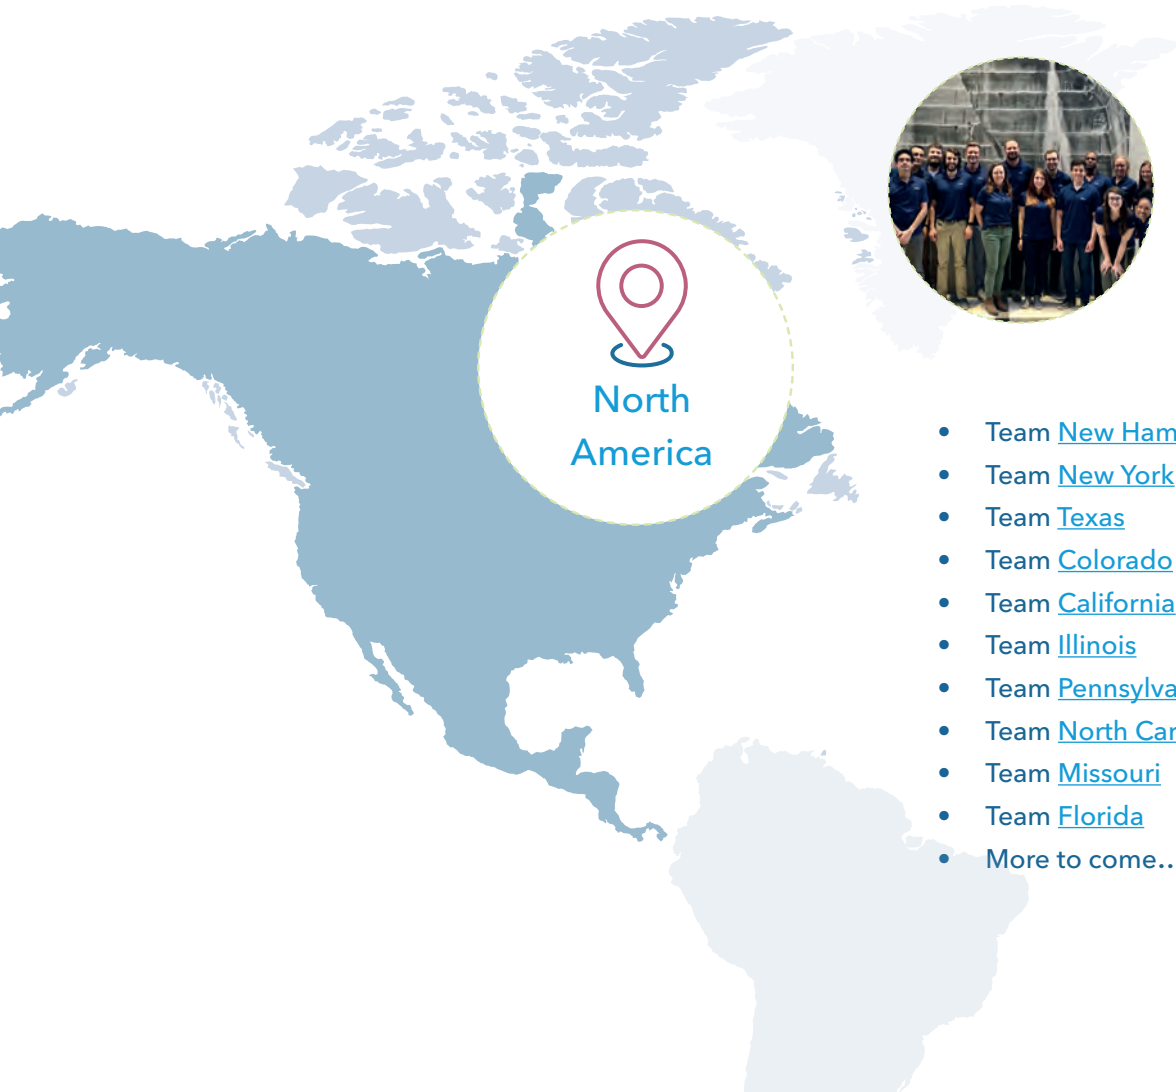 North
America
• Team New Ham
• Team New York
• Team Texas
• Team Colorado
• Team California
• Team Illinois
• Team Pennsylva
• Team North Car
• Team Missouri
• Team Florida
• More to come..